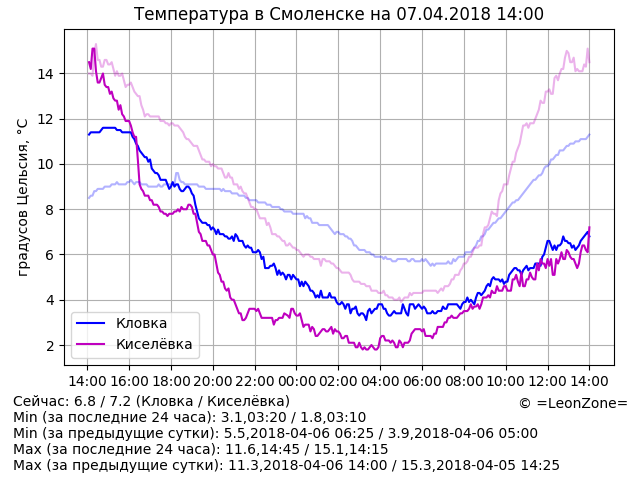 Температура в Смоленске на 07.04.2018 14:00
градусов Цельсия, °C
14
12
10
8
6
4
2
Кловка
Киселёвка
14:00 16:00 18:00 20:00 22:00 00:00 02:00 04:00 06:00 08:00 10:00 12:00 14:00
Сейчас: 6.8 / 7.2 (Кловка / Киселёвка)
© =LeonZone=
Min (за последние 24 часа): 3.1,03:20 / 1.8,03:10
Min (за предыдущие сутки): 5.5,2018-04-06 06:25 / 3.9,2018-04-06 05:00
Max (за последние 24 часа): 11.6,14:45 / 15.1,14:15
Max (за предыдущие сутки): 11.3,2018-04-06 14:00 / 15.3,2018-04-05 14:25